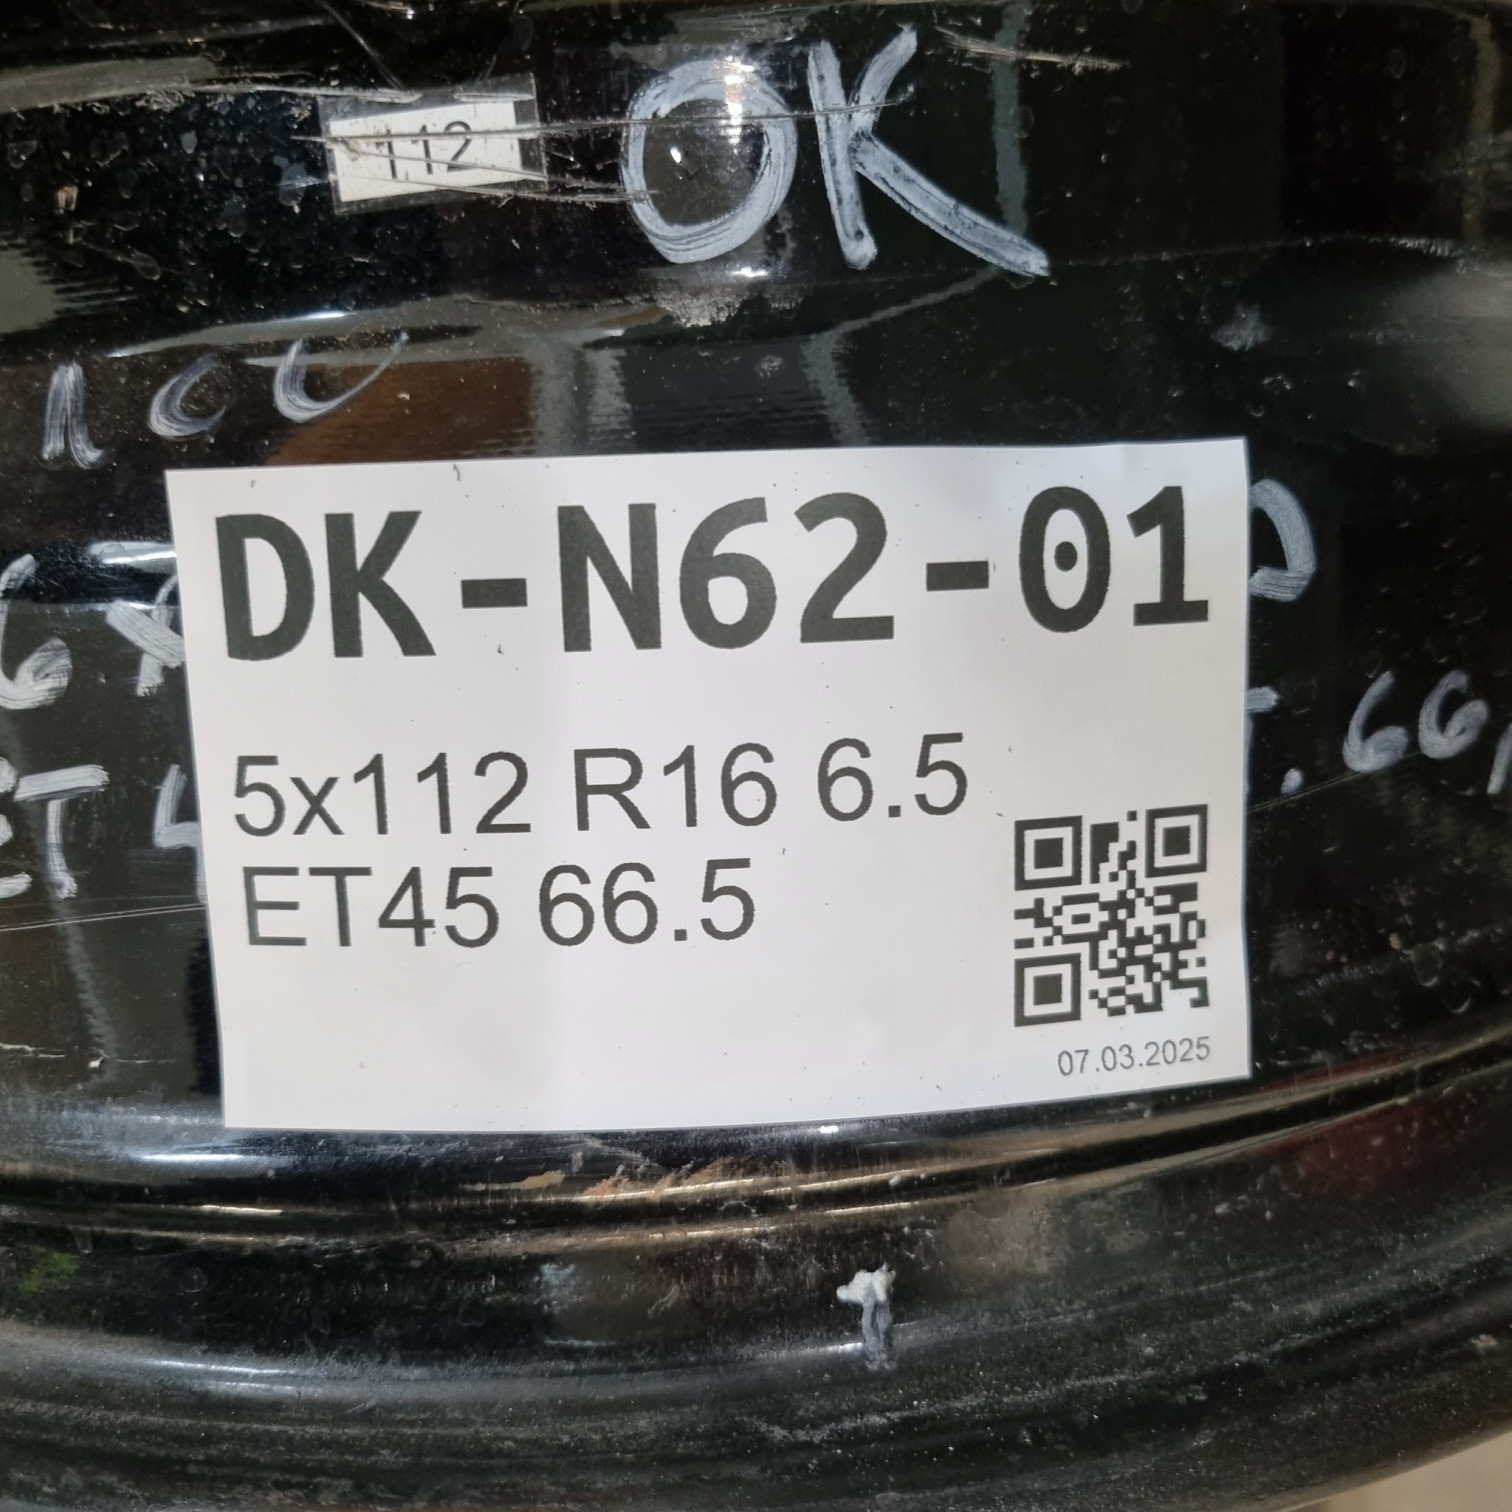 112
OK
DK-N62-01
5x112 R16 6.5
ET45 66.5
07.03.2025